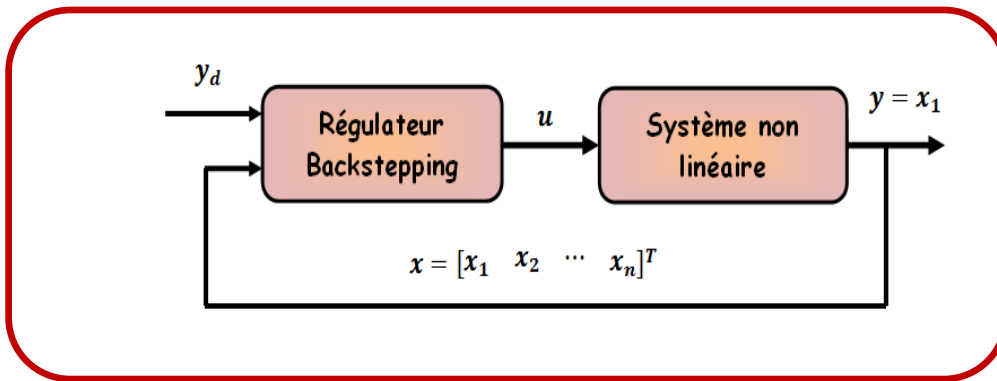 y_d
Régulateur
Backstepping
u
Système non
linéaire
y = x_1
x = [x_1 x_2 ⋯ x_n]^T